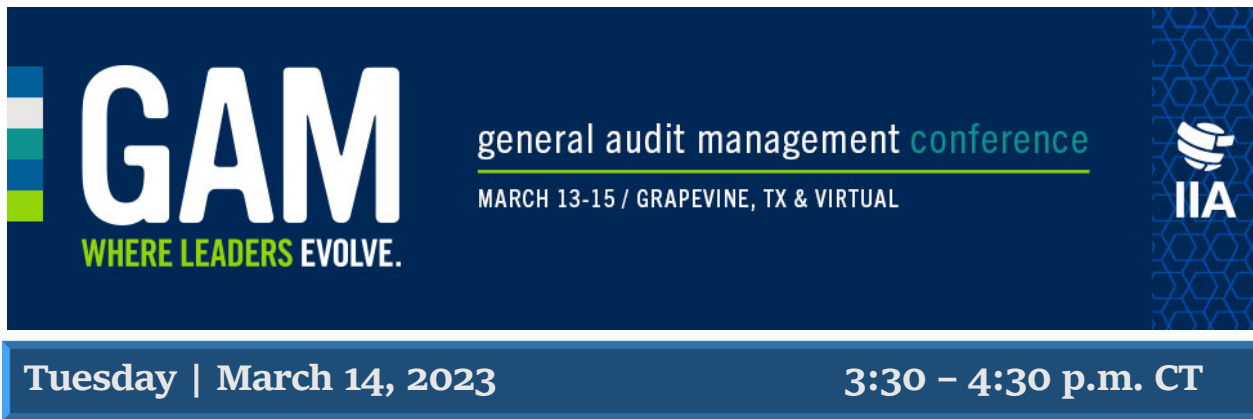 GAM
WHERE LEADERS EVOLVE.
general audit management conference
MARCH 13-15 / GRAPEVINE, TX & VIRTUAL
IIA
Tuesday | March 14, 2023 3:30 – 4:30 p.m. CT